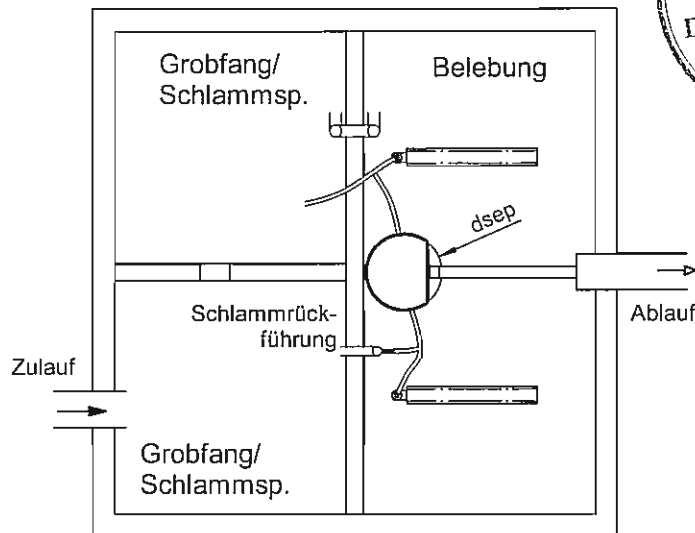 Grobfang/
Schlammsp.
Belebung
dsep
Schlammrück-
führung
Ablauf
Zulauf
Grobfang/
Schlammsp.